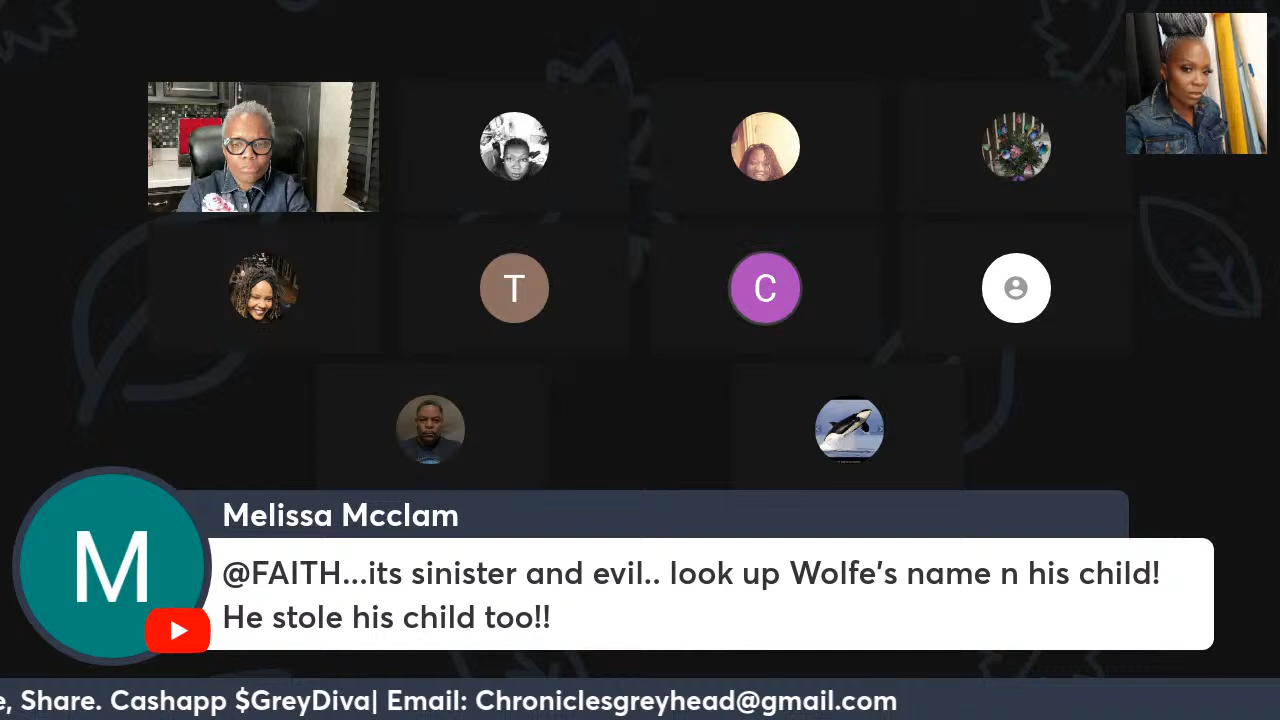 T
C
M
Melissa Mcclam
@FAITH...its sinister and evil.. look up Wolfe's name n his child!
He stole his child too!!
e, Share. Cashapp $GreyDiva| Email: Chroniclesgreyhead@gmail.com